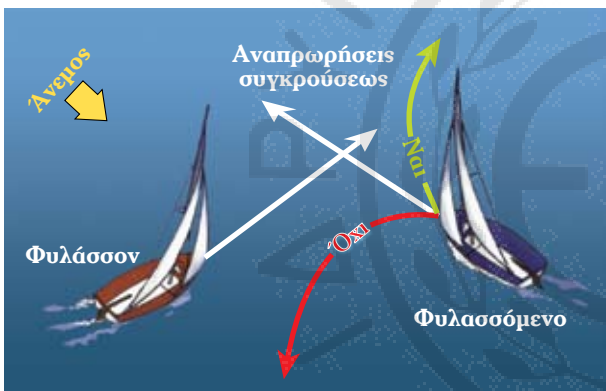 Άνεμος
Αναπρωρήσεις
συγκρούσεως
Ναι
Όχι
Φυλάσσον
Φυλασσόμενο